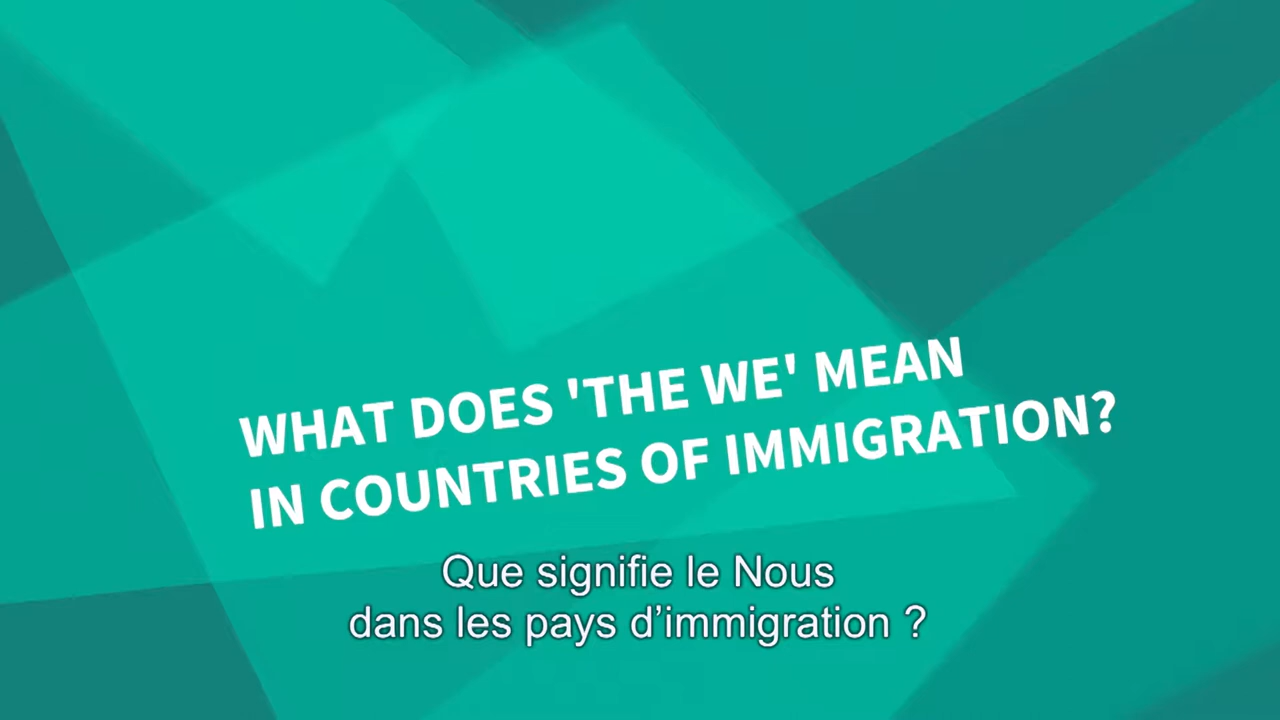 WHAT DOES 'THE WE' MEAN
IN COUNTRIES OF IMMIGRATION?
Que signifie le Nous
dans les pays d’immigration ?